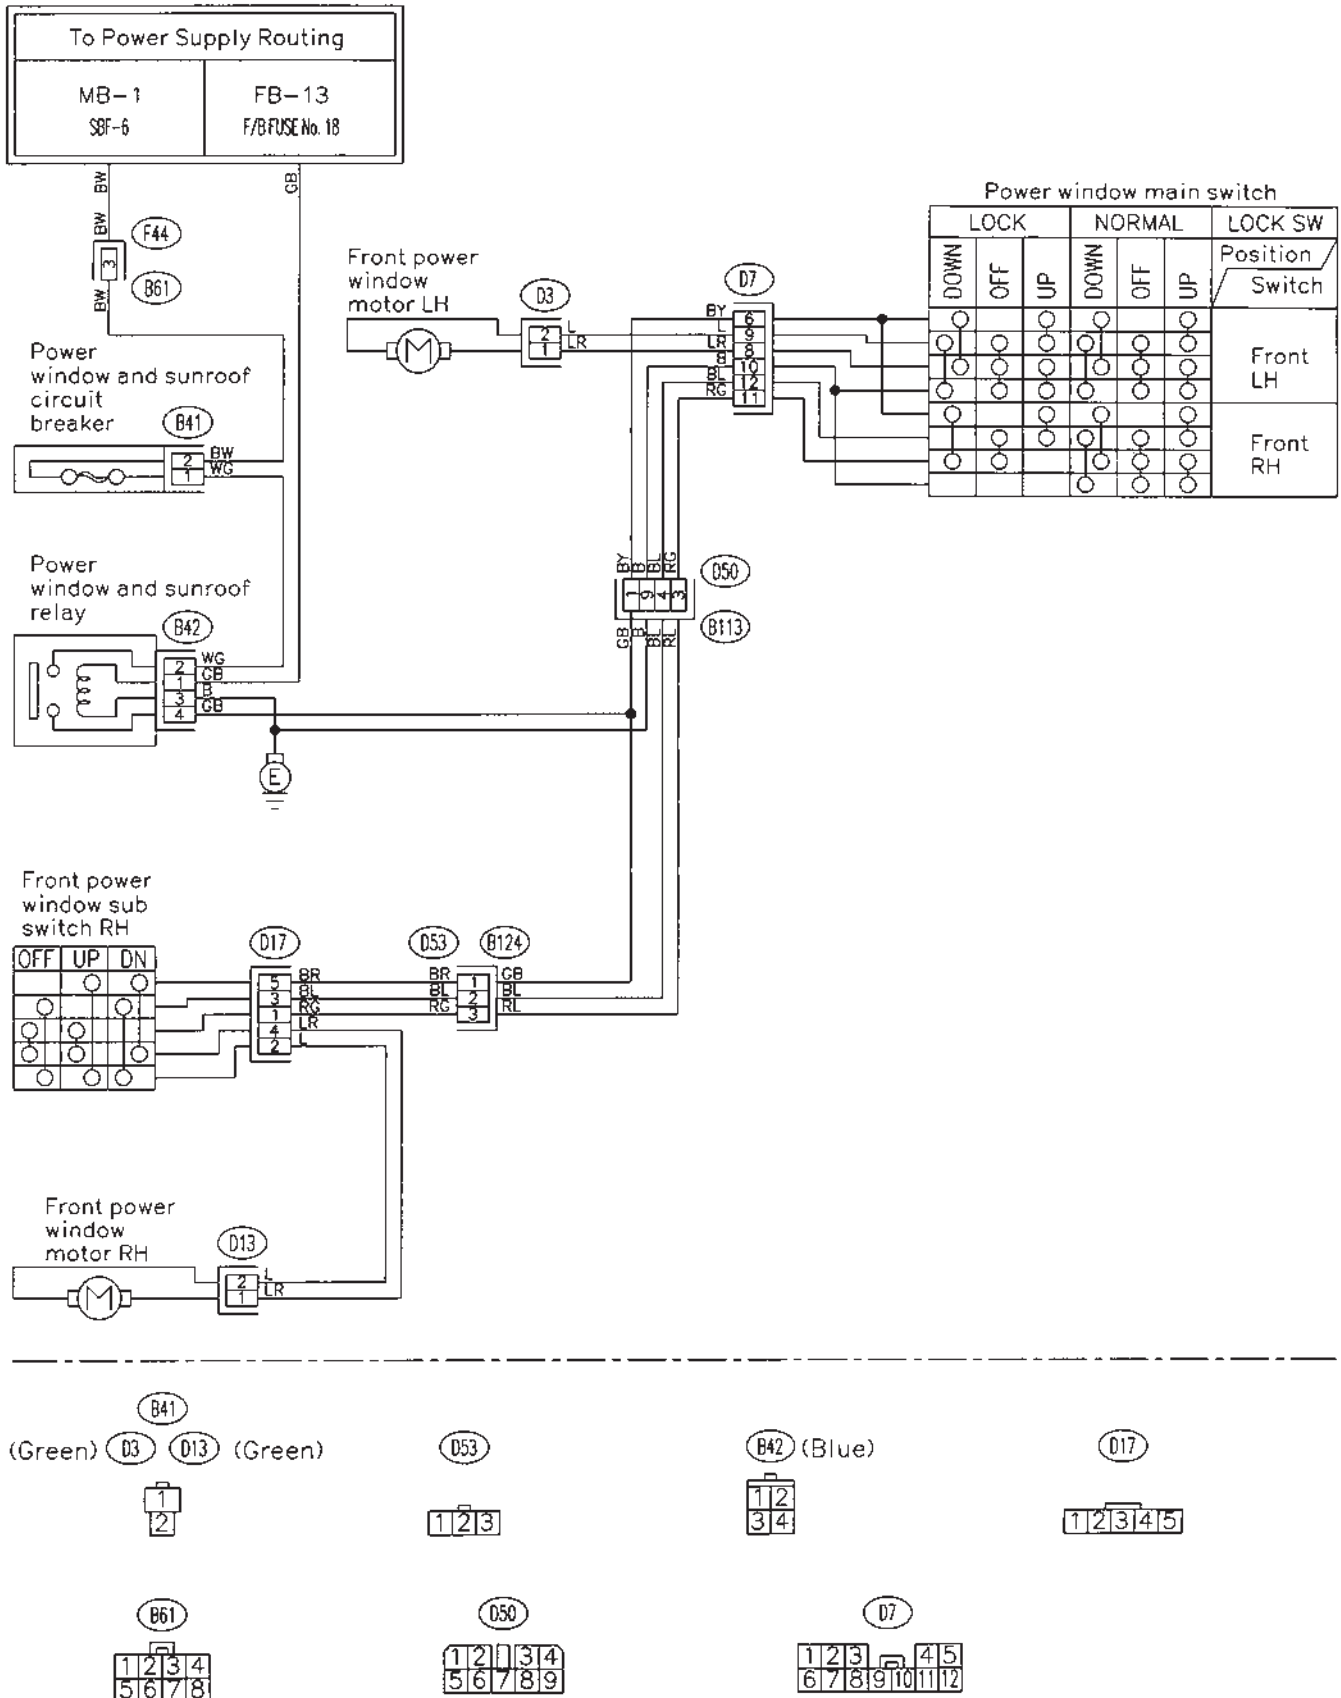 To Power Supply Routing
MB-1 FB-13
SBF-6 F/B FUSE No. 18
BW GB
BW F44
3
BW B61
Power
window and sunroof
circuit
breaker
B41
2 BW
1 WG
Power
window and sunroof
relay
B42
2 WG
1 GB
3 B
4 GB
E
Front power
window
motor LH
M
D3
2 L
1 LR
D7
BY 6
L 9
LR 8
B 10
BL 12
RG 11
Power window main switch
LOCK NORMAL LOCK SW
DOWN OFF UP DOWN OFF UP Position
Switch
Front
LH
Front
RH
BY B BL RG D50
1 9 4 3
GB B BL RL B113
Front power
window sub
switch RH
OFF UP DN
D17
5 BR
3 BL
1 RG
4 LR
2 L
D53 B124
BR 1 GB
BL 2 BL
RG 3 RL
Front power
window
motor RH
M
D13
2 L
1 LR
B41
(Green) D3 D13 (Green)
1
2
D53
1 2 3
B42 (Blue)
1 2
3 4
D17
1 2 3 4 5
B61
1 2 3 4
5 6 7 8
D50
1 2 3 4
5 6 7 8 9
D7
1 2 3 4 5
6 7 8 9 10 11 12